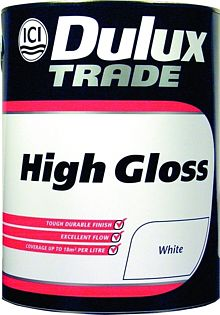 ICI
Dulux
TRADE
High Gloss
TOUGH DURABLE FINISH
EXCELLENT FLOW
COVERAGE UP TO 18m² PER LITRE
White